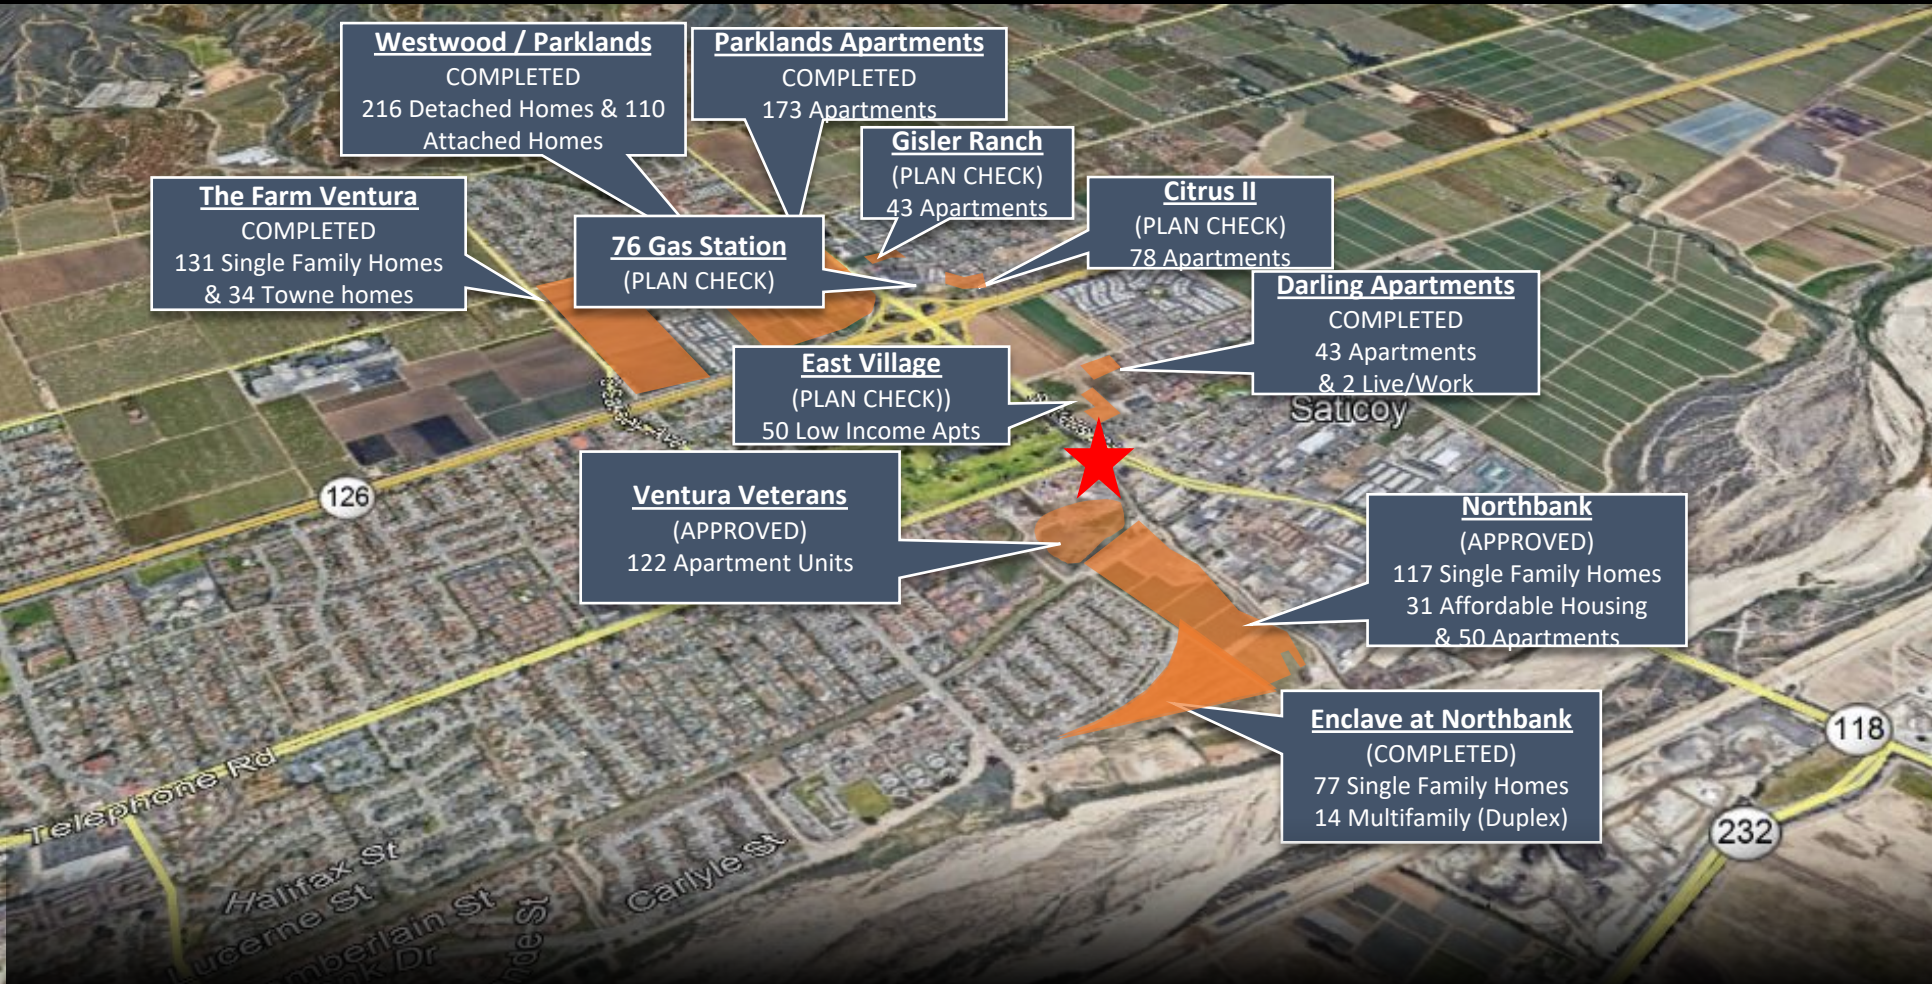 Westwood / Parklands
COMPLETED
216 Detached Homes & 110
Attached Homes
Parklands Apartments
COMPLETED
173 Apartments
Gisler Ranch
(PLAN CHECK)
43 Apartments
Citrus II
(PLAN CHECK)
78 Apartments
The Farm Ventura
COMPLETED
131 Single Family Homes
& 34 Towne homes
76 Gas Station
(PLAN CHECK)
Darling Apartments
COMPLETED
43 Apartments
& 2 Live/Work
East Village
(PLAN CHECK))
50 Low Income Apts
Saticoy
126
Ventura Veterans
(APPROVED)
122 Apartment Units
Northbank
(APPROVED)
117 Single Family Homes
31 Affordable Housing
& 50 Apartments
Enclave at Northbank
(COMPLETED)
77 Single Family Homes
14 Multifamily (Duplex)
118
232
Telephone Rd
Halifax St
Lucerne St
Carlyle St